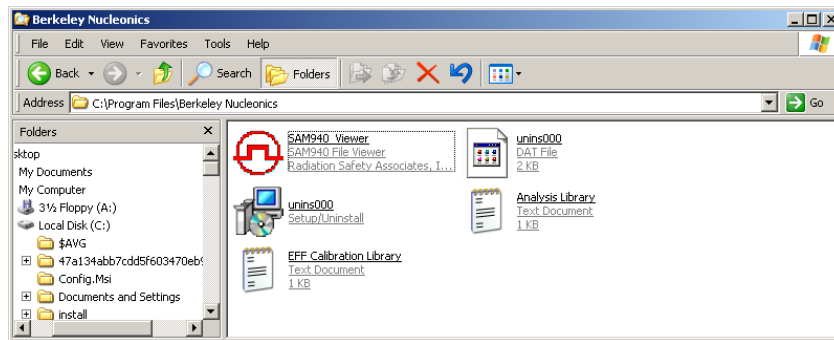 Berkeley Nucleonics
File Edit View Favorites Tools Help
Back Search Folders
Address C:\Program Files\Berkeley Nucleonics Go
Folders x
sktop
My Documents
My Computer
3½ Floppy (A:)
Local Disk (C:)
$AVG
47a134abb7cdd5f603470eb9
Config.Msi
Documents and Settings
install
SAM940 Viewer
SAM940 File Viewer
Radiation Safety Associates, I...
unins000
DAT File
2 KB
unins000
Setup/Uninstall
Analysis Library
Text Document
1 KB
EFF Calibration Library
Text Document
1 KB